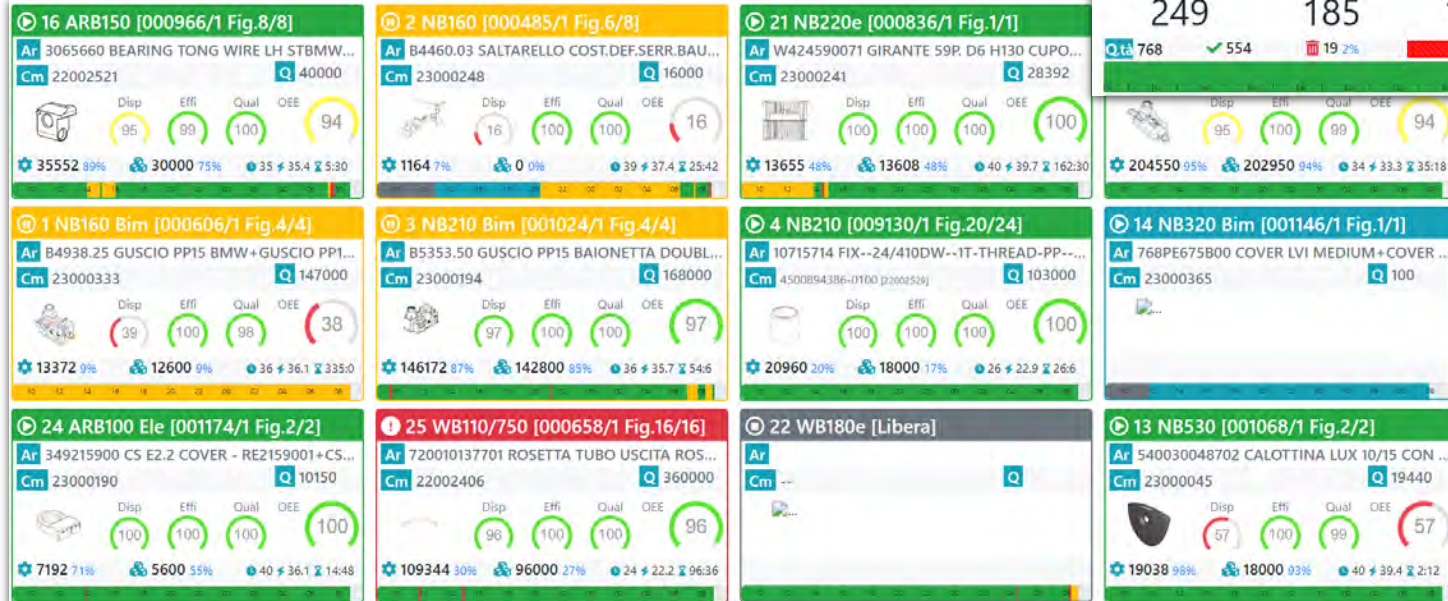 16 ARB150 [000966/1 Fig.8/8]
Ar 3065660 BEARING TONG WIRE LH STBMW...
Cm 22002521 Q 40000
Disp Effi Qual OEE
95 99 100 94
35552 89% 30000 75% 35 35.4 5:30
2 NB160 [000485/1 Fig.6/8]
Ar B4460.03 SALTARELLO COST.DEF.SERR.BAU...
Cm 23000248 Q 16000
Disp Effi Qual OEE
16 100 100 16
1164 7% 0 0% 39 37.4 25:42
21 NB220e [000836/1 Fig.1/1]
Ar W424590071 GIRANTE 59P. D6 H130 CUPO...
Cm 23000241 Q 28392
Disp Effi Qual OEE
100 100 100 100
13655 48% 13608 48% 40 39.7 162:30
249 185
Q.tà 768 554 19 2%
Disp Effi Qual OEE
95 100 99 94
204550 95% 202950 94% 34 33.3 35:18
1 NB160 Bim [000606/1 Fig.4/4]
Ar B4938.25 GUSCIO PP15 BMW+GUSCIO PP1...
Cm 23000333 Q 147000
Disp Effi Qual OEE
39 100 98 38
13372 9% 12600 9% 36 36.1 335:0
3 NB210 Bim [001024/1 Fig.4/4]
Ar B5353.50 GUSCIO PP15 BAIONETTA DOUBL...
Cm 23000194 Q 168000
Disp Effi Qual OEE
97 100 100 97
146172 87% 142800 85% 36 35.7 54:6
4 NB210 [009130/1 Fig.20/24]
Ar 10715714 FIX--24/410DW--1T-THREAD-PP--...
Cm 4500894386-0100 [22002529] Q 103000
Disp Effi Qual OEE
100 100 100 100
20960 20% 18000 17% 26 22.9 26:6
14 NB320 Bim [001146/1 Fig.1/1]
Ar 768PE675B00 COVER LVI MEDIUM+COVER ...
Cm 23000365 Q 100
24 ARB100 Ele [001174/1 Fig.2/2]
Ar 349215900 CS E2.2 COVER - RE2159001+CS...
Cm 23000190 Q 10150
Disp Effi Qual OEE
100 100 100 100
7192 71% 5600 55% 40 36.1 14:48
25 WB110/750 [000658/1 Fig.16/16]
Ar 720010137701 ROSETTA TUBO USCITA ROS...
Cm 22002406 Q 360000
Disp Effi Qual OEE
96 100 100 96
109344 30% 96000 27% 24 22.2 96:36
22 WB180e [Libera]
Ar
Cm -- Q
13 NB530 [001068/1 Fig.2/2]
Ar 540030048702 CALOTTINA LUX 10/15 CON ...
Cm 23000045 Q 19440
Disp Effi Qual OEE
57 100 99 57
19038 98% 18000 93% 40 39.4 2:12